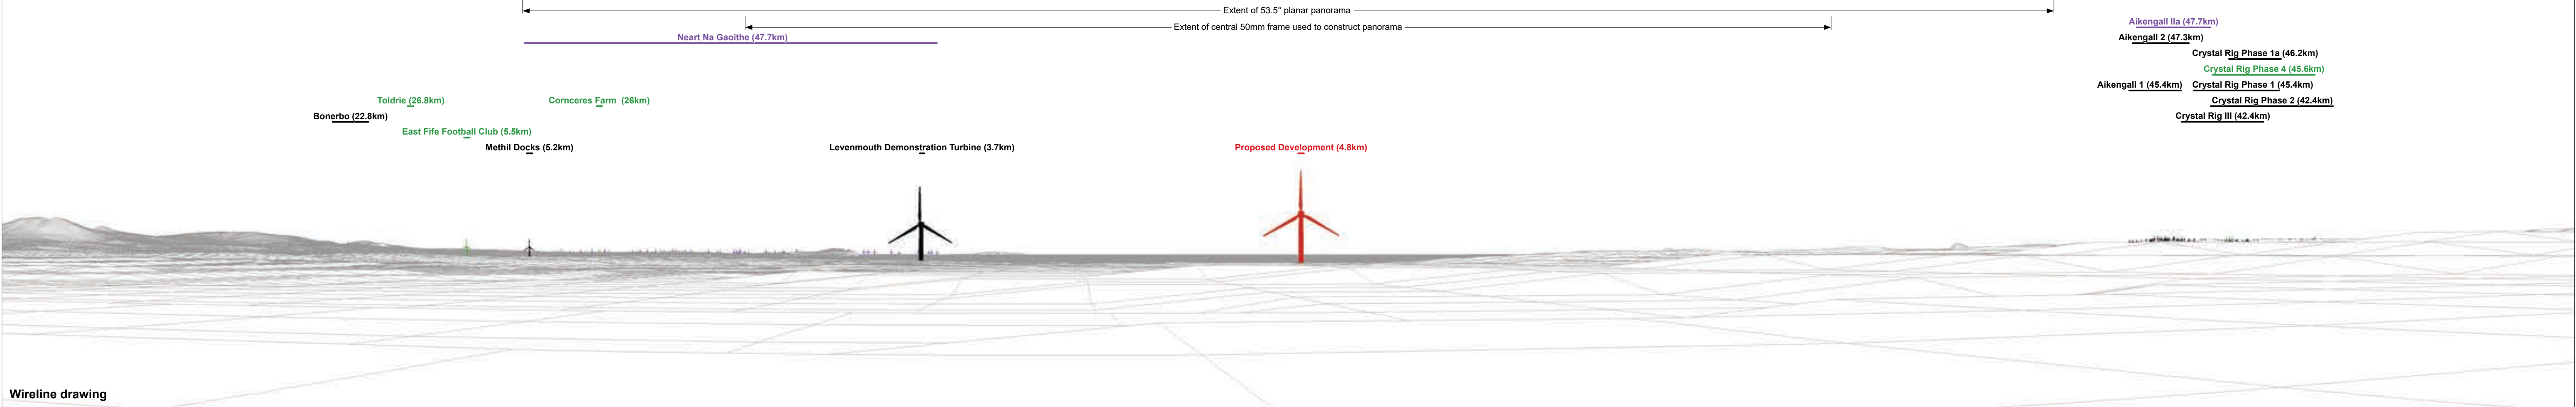 Extent of 53.5° planar panorama
Extent of central 50mm frame used to construct panorama
Aikengall IIa (47.7km)
Neart Na Gaoithe (47.7km)
Aikengall 2 (47.3km)
Crystal Rig Phase 1a (46.2km)
Crystal Rig Phase 4 (45.6km)
Aikengall 1 (45.4km)
Crystal Rig Phase 1 (45.4km)
Toldrie (26.8km)
Cornceres Farm (26km)
Crystal Rig Phase 2 (42.4km)
Bonerbo (22.8km)
Crystal Rig III (42.4km)
East Fife Football Club (5.5km)
Methil Docks (5.2km)
Levenmouth Demonstration Turbine (3.7km)
Proposed Development (4.8km)
Wireline drawing